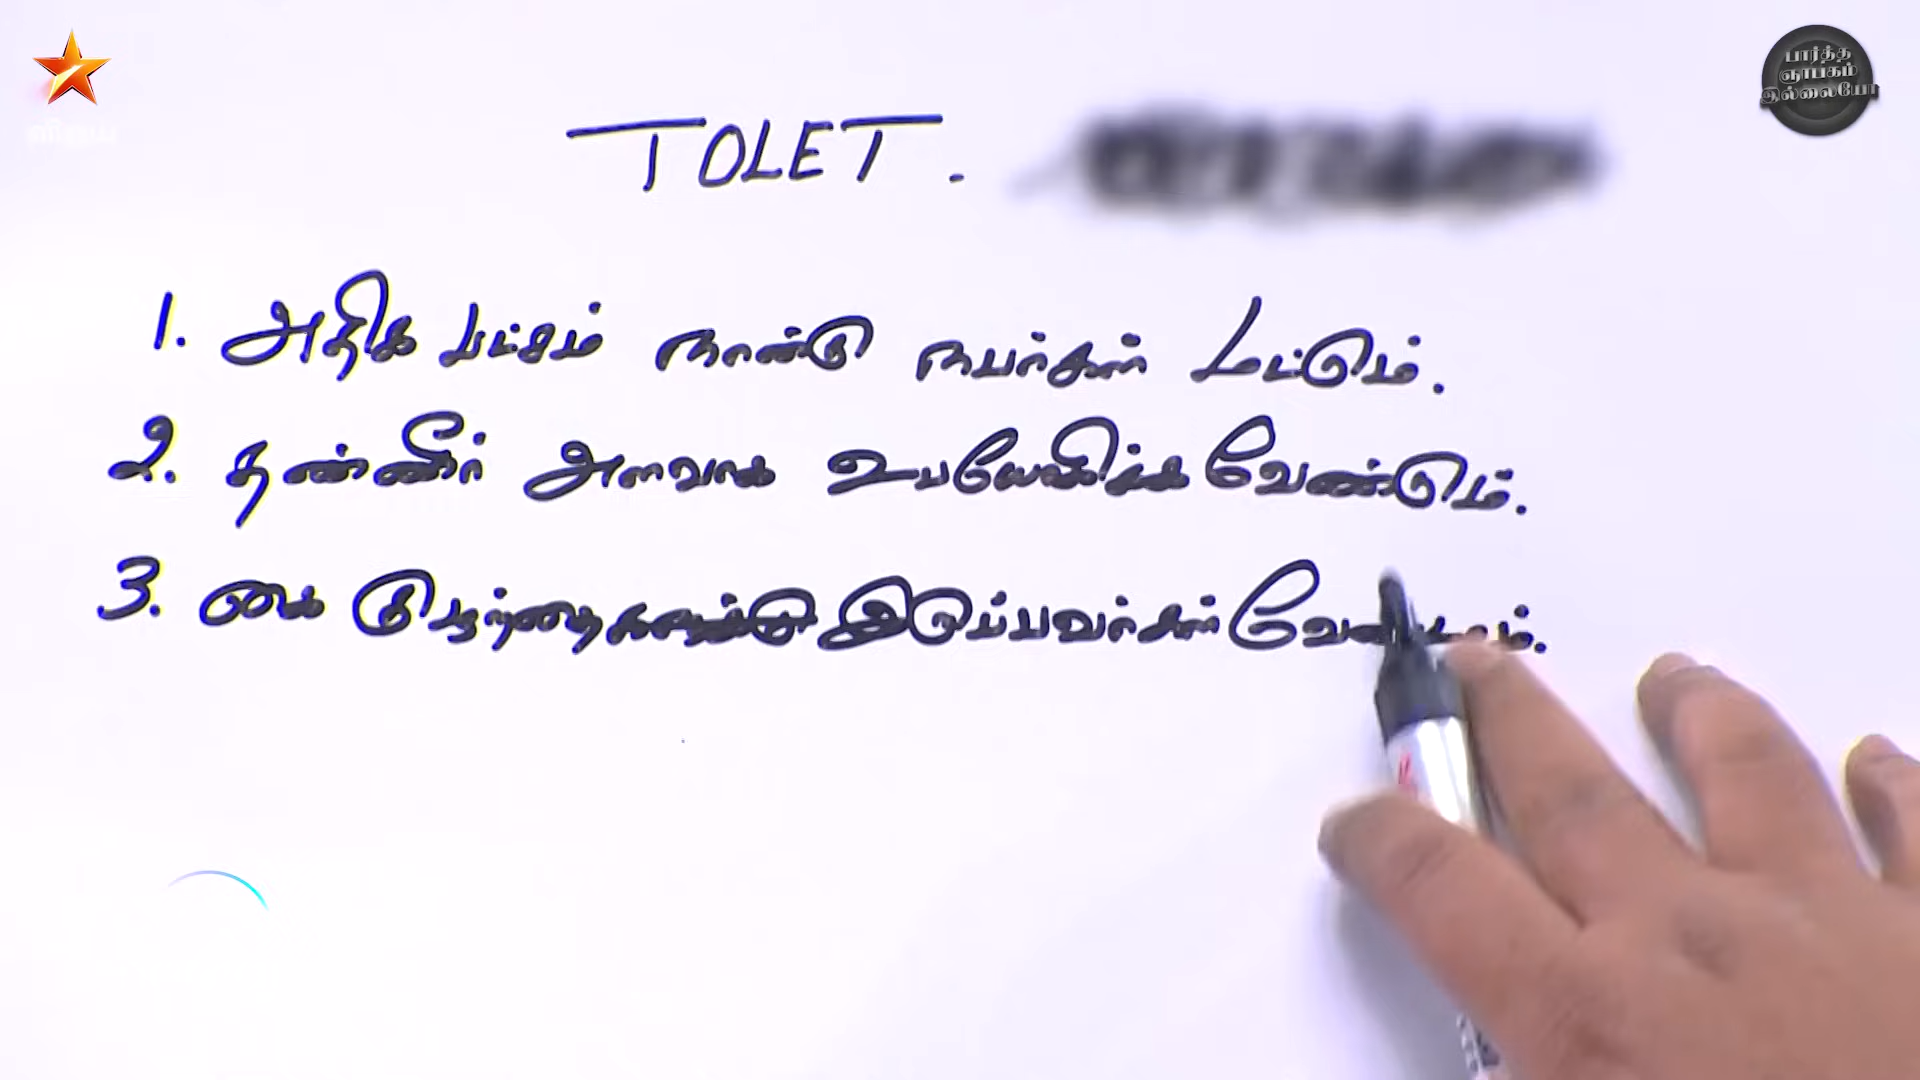 பார்த்த
ஞாபகம்
இல்லையோ
TOLET.
1. அதிக பட்சம் நான்கு நபர்கள் மட்டும்.
2. தண்ணீர் அளவாக உபயோகிக்க வேண்டும்.
3. கை குழந்தைகளுக்கு இருப்பவர்கள் வேண்டாம்.